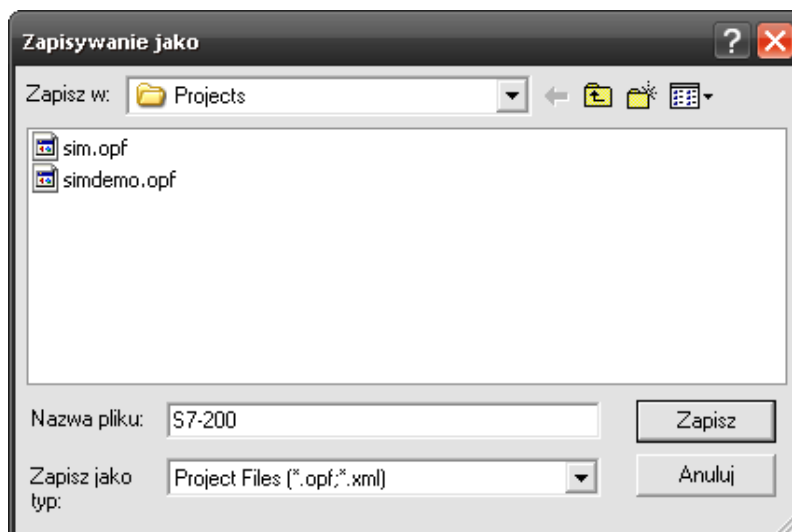 Zapisywanie jako
Zapisz w: Projects
sim.opf
simdemo.opf
Nazwa pliku: S7-200 Zapisz
Zapisz jako typ: Project Files (*.opf;*.xml) Anuluj